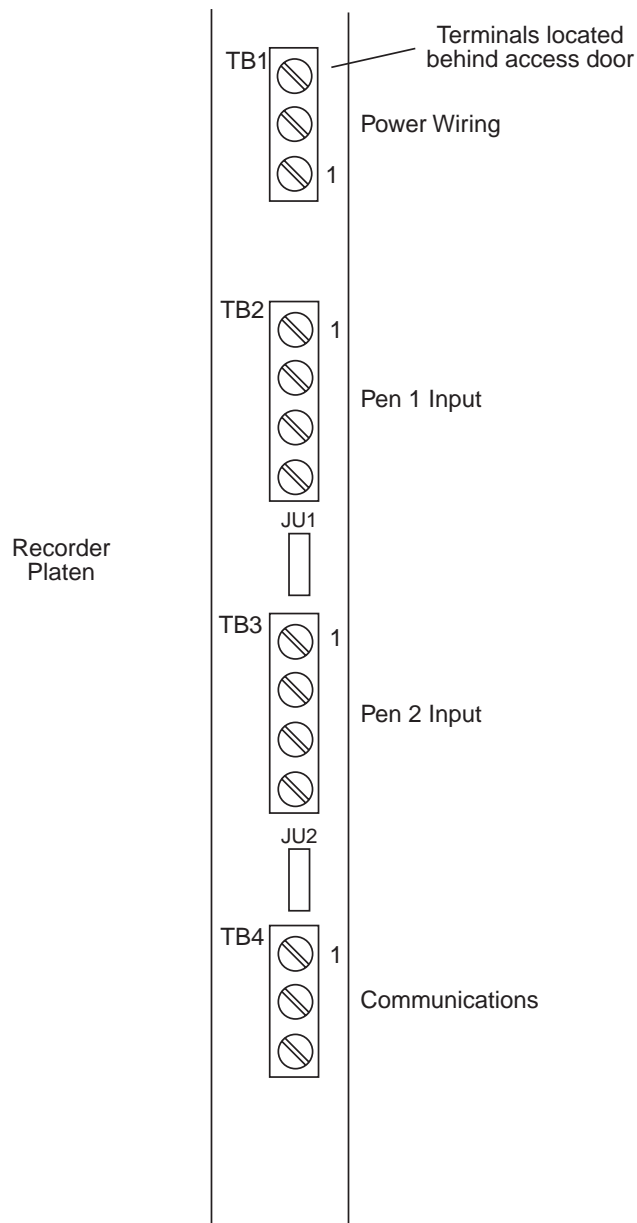 Terminals located
behind access door
TB1
Power Wiring
1
TB2
1
Pen 1 Input
JU1
Recorder
Platen
TB3
1
Pen 2 Input
JU2
TB4
1
Communications